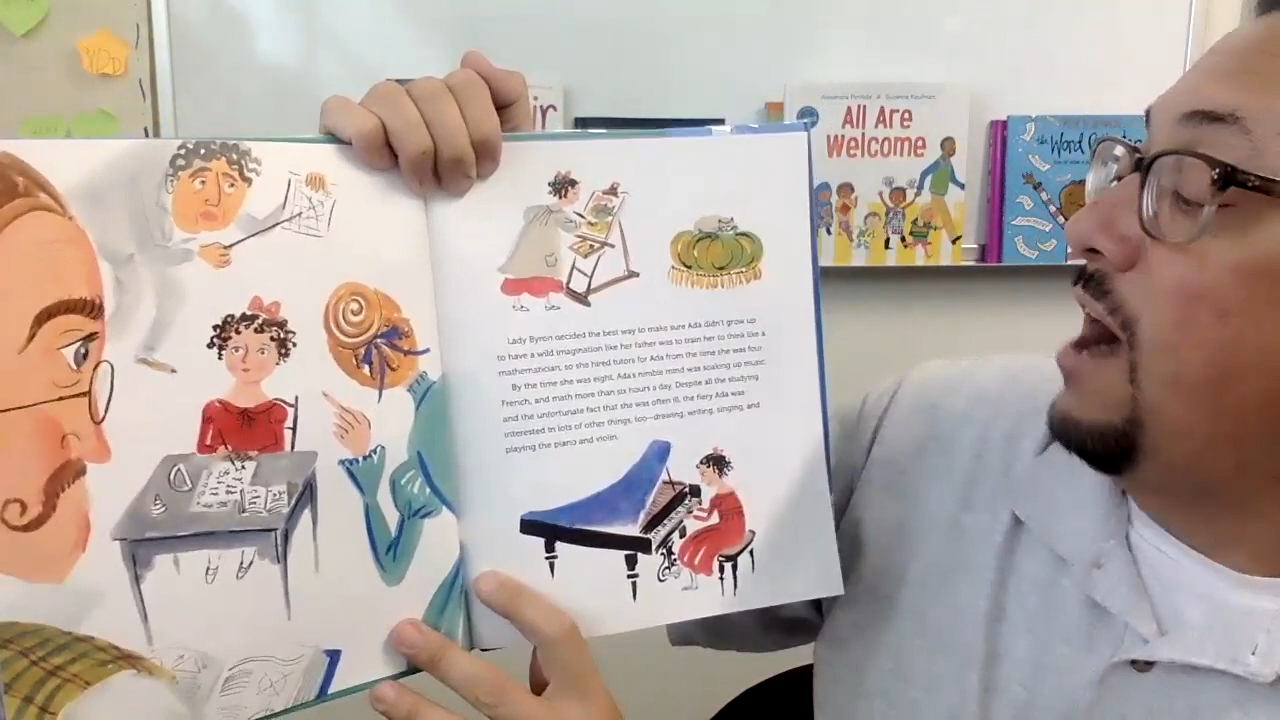 YDD
ir
All Are
Welcome
the Word
Lady Byron decided the best way to make sure Ada didn't grow up
to have a wild imagination like her father was to train her to think like a
mathematician, so she hired tutors for Ada from the time she was four.
By the time she was eight, Ada's nimble mind was soaking up music,
French, and math more than six hours a day. Despite all the studying
and the unfortunate fact that she was often ill, the fiery Ada was
interested in lots of other things, too—drawing, writing, singing, and
playing the piano and violin.